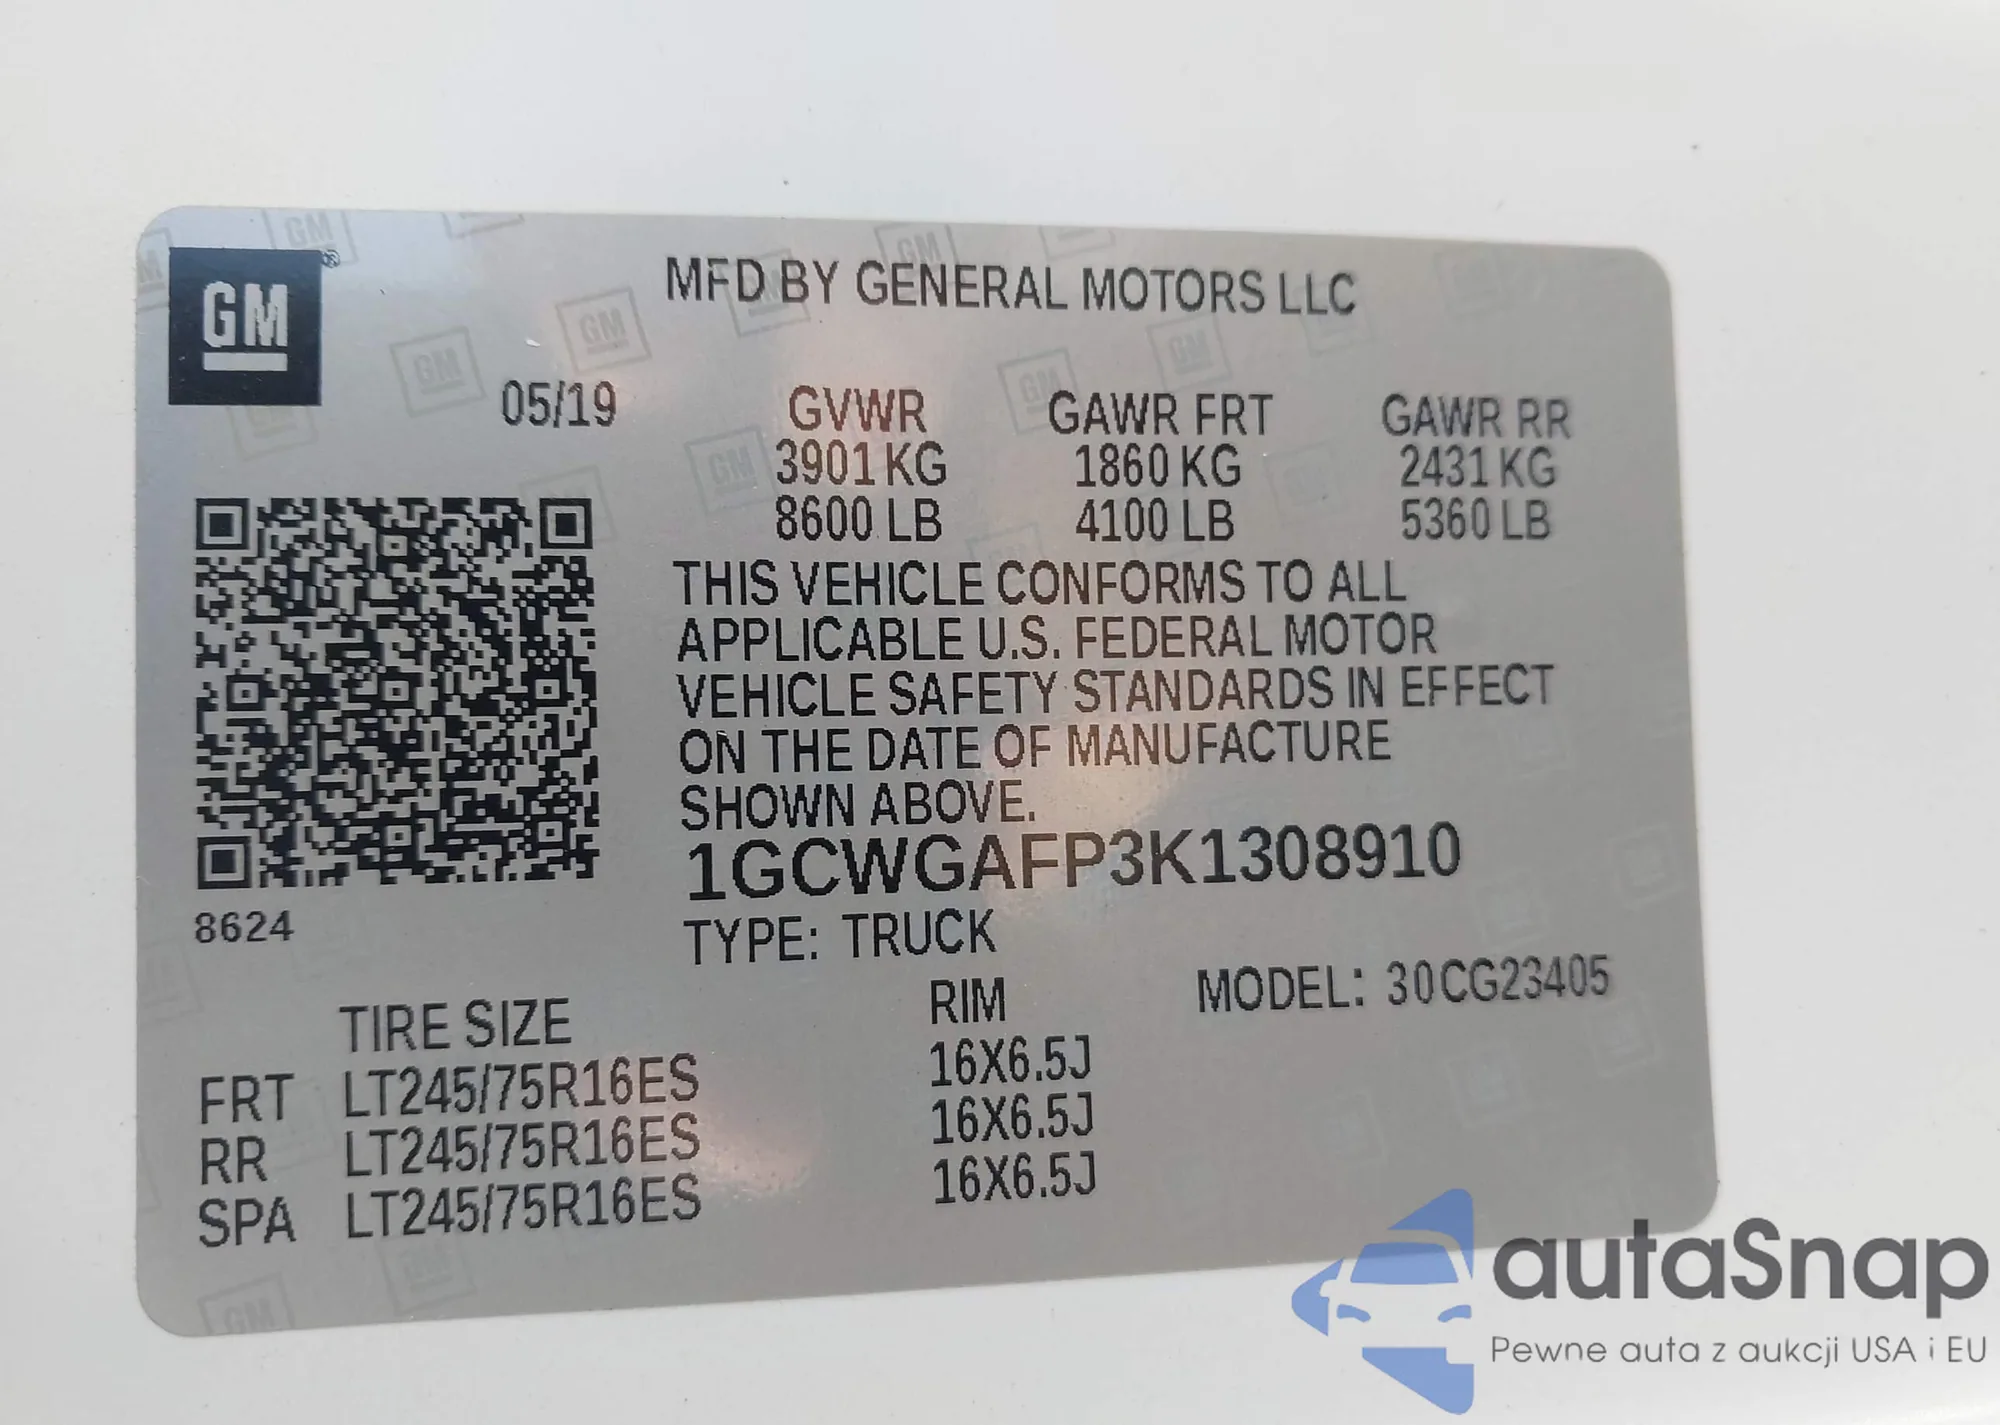 GM®
MFD BY GENERAL MOTORS LLC
05/19 GVWR GAWR FRT GAWR RR
3901 KG 1860 KG 2431 KG
8600 LB 4100 LB 5360 LB
THIS VEHICLE CONFORMS TO ALL
APPLICABLE U.S. FEDERAL MOTOR
VEHICLE SAFETY STANDARDS IN EFFECT
ON THE DATE OF MANUFACTURE
SHOWN ABOVE.
1GCWGAFP3K1308910
8624
TYPE: TRUCK
MODEL: 30CG23405
TIRE SIZE RIM
FRT LT245/75R16ES 16X6.5J
RR LT245/75R16ES 16X6.5J
SPA LT245/75R16ES 16X6.5J
autaSnap
Pewne auta z aukcji USA i EU